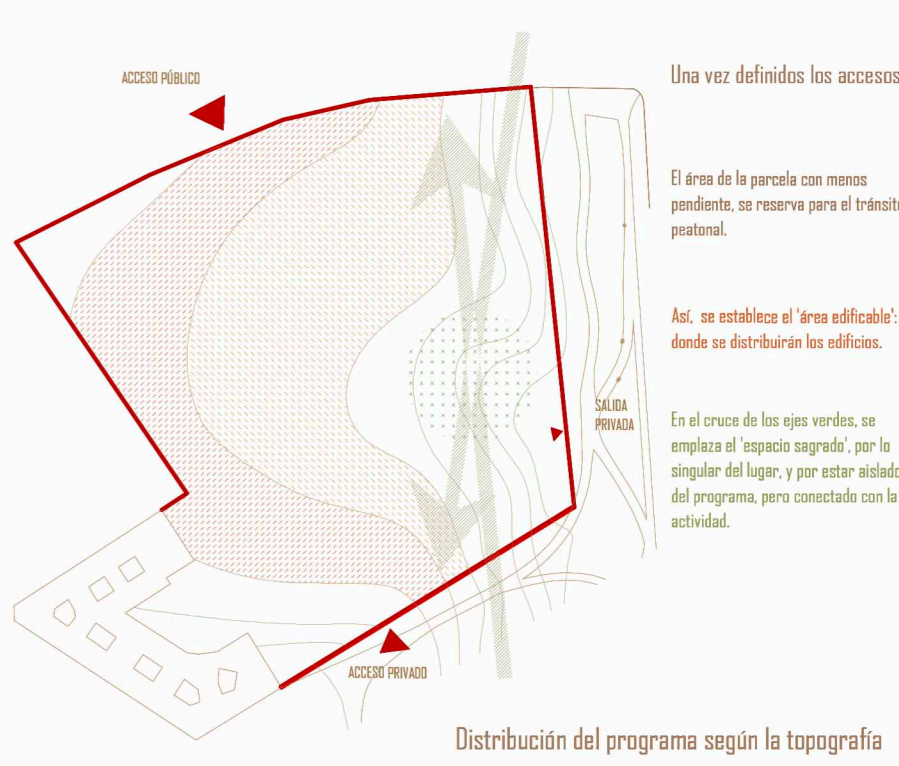 ACCESO PÚBLICO
Una vez definidos los accesos
El área de la parcela con menos
pendiente, se reserva para el tránsito
peatonal.
Así, se establece el 'área edificable':
donde se distribuirán los edificios.
SALIDA
PRIVADA
En el cruce de los ejes verdes, se
emplaza el 'espacio sagrado', por lo
singular del lugar, y por estar aislado
del programa, pero conectado con la
actividad.
ACCESO PRIVADO
Distribución del programa según la topografía